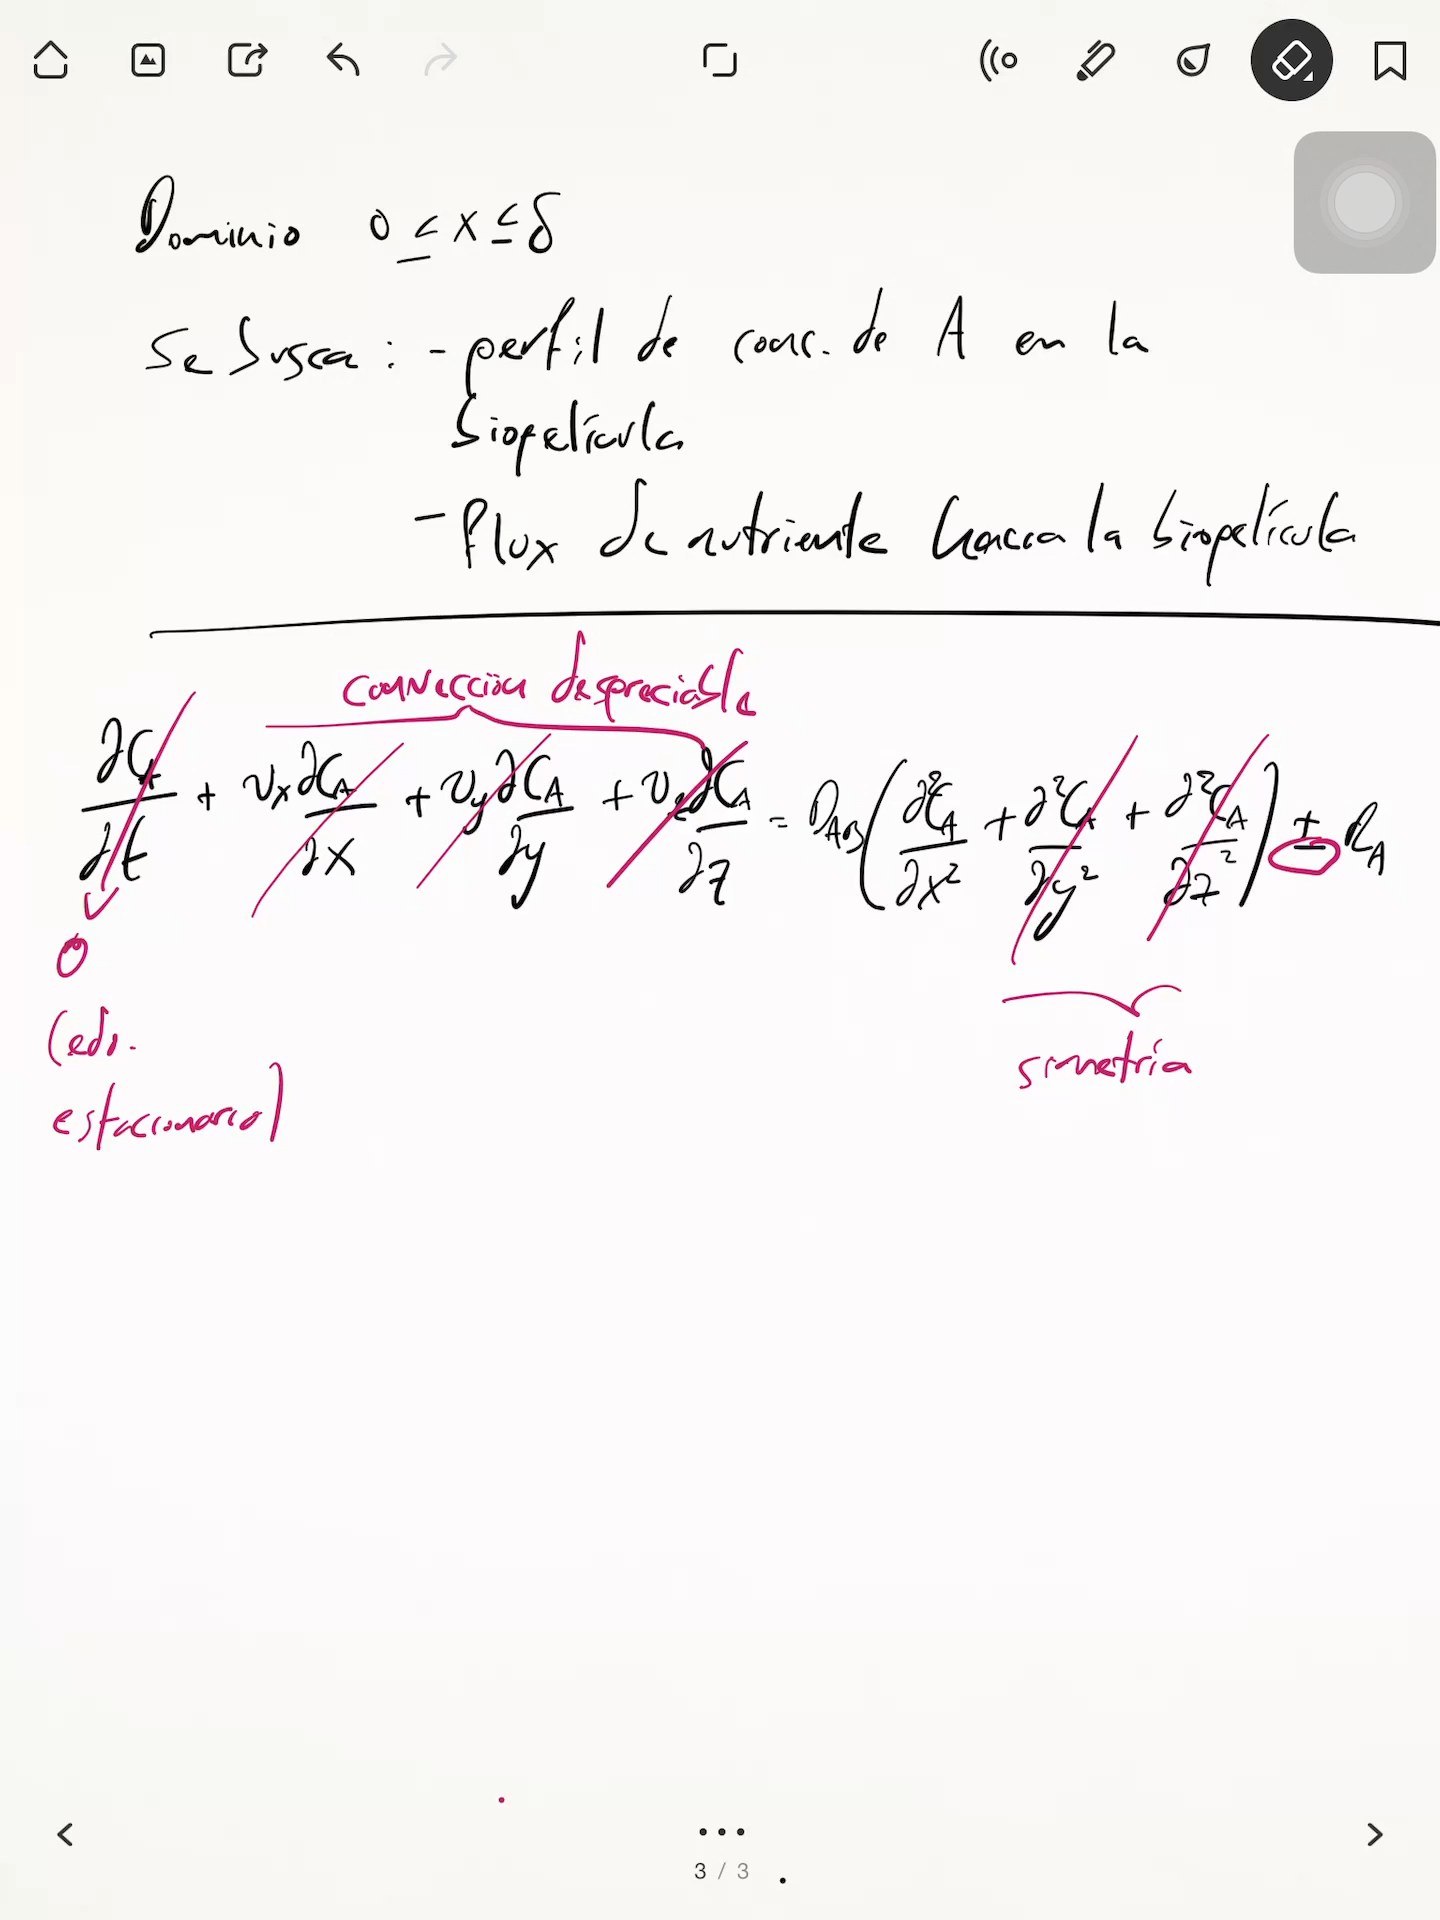 Dominio 0 ≤ x ≤ δ
Se busca : - perfil de conc. de A en la
biopelícula
- Flux de nutriente hacia la biopelícula
convección despreciable
∂C_A/∂t + v_x ∂C_A/∂x + v_y ∂C_A/∂y + v_z ∂C_A/∂z = D_AB (∂²C_A/∂x² + ∂²C_A/∂y² + ∂²C_A/∂z²) ± R_A
0
(edo.
estacionario)
simetría
3 / 3